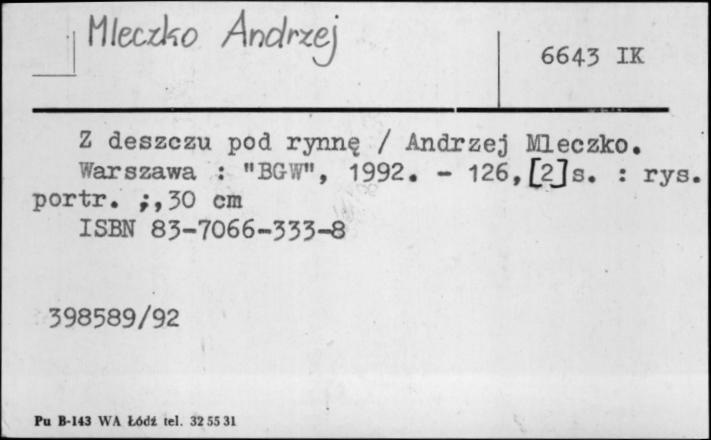 Mleczko Andrzej
6643 IK
Z deszczu pod rynnę / Andrzej Mleczko.
Warszawa : "BGW", 1992. - 126,[2]s. : rys.
portr. ;,30 cm
ISBN 83-7066-333-8
398589/92
Pu B-143 WA Łódź tel. 32 55 31